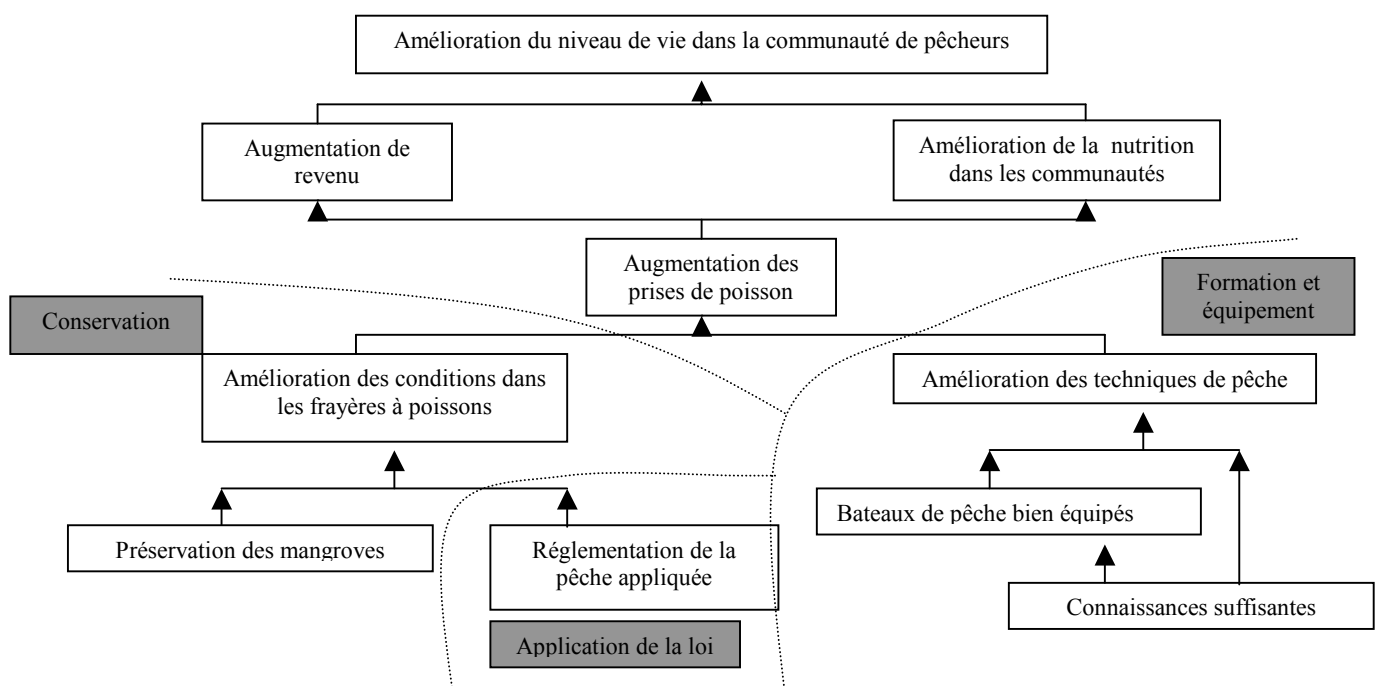 Amélioration du niveau de vie dans la communauté de pêcheurs
Augmentation de
revenu
Amélioration de la nutrition
dans les communautés
Augmentation des
prises de poisson
Formation et
équipement
Conservation
Amélioration des conditions dans
les frayères à poissons
Amélioration des techniques de pêche
Préservation des mangroves
Réglementation de la
pêche appliquée
Bateaux de pêche bien équipés
Connaissances suffisantes
Application de la loi